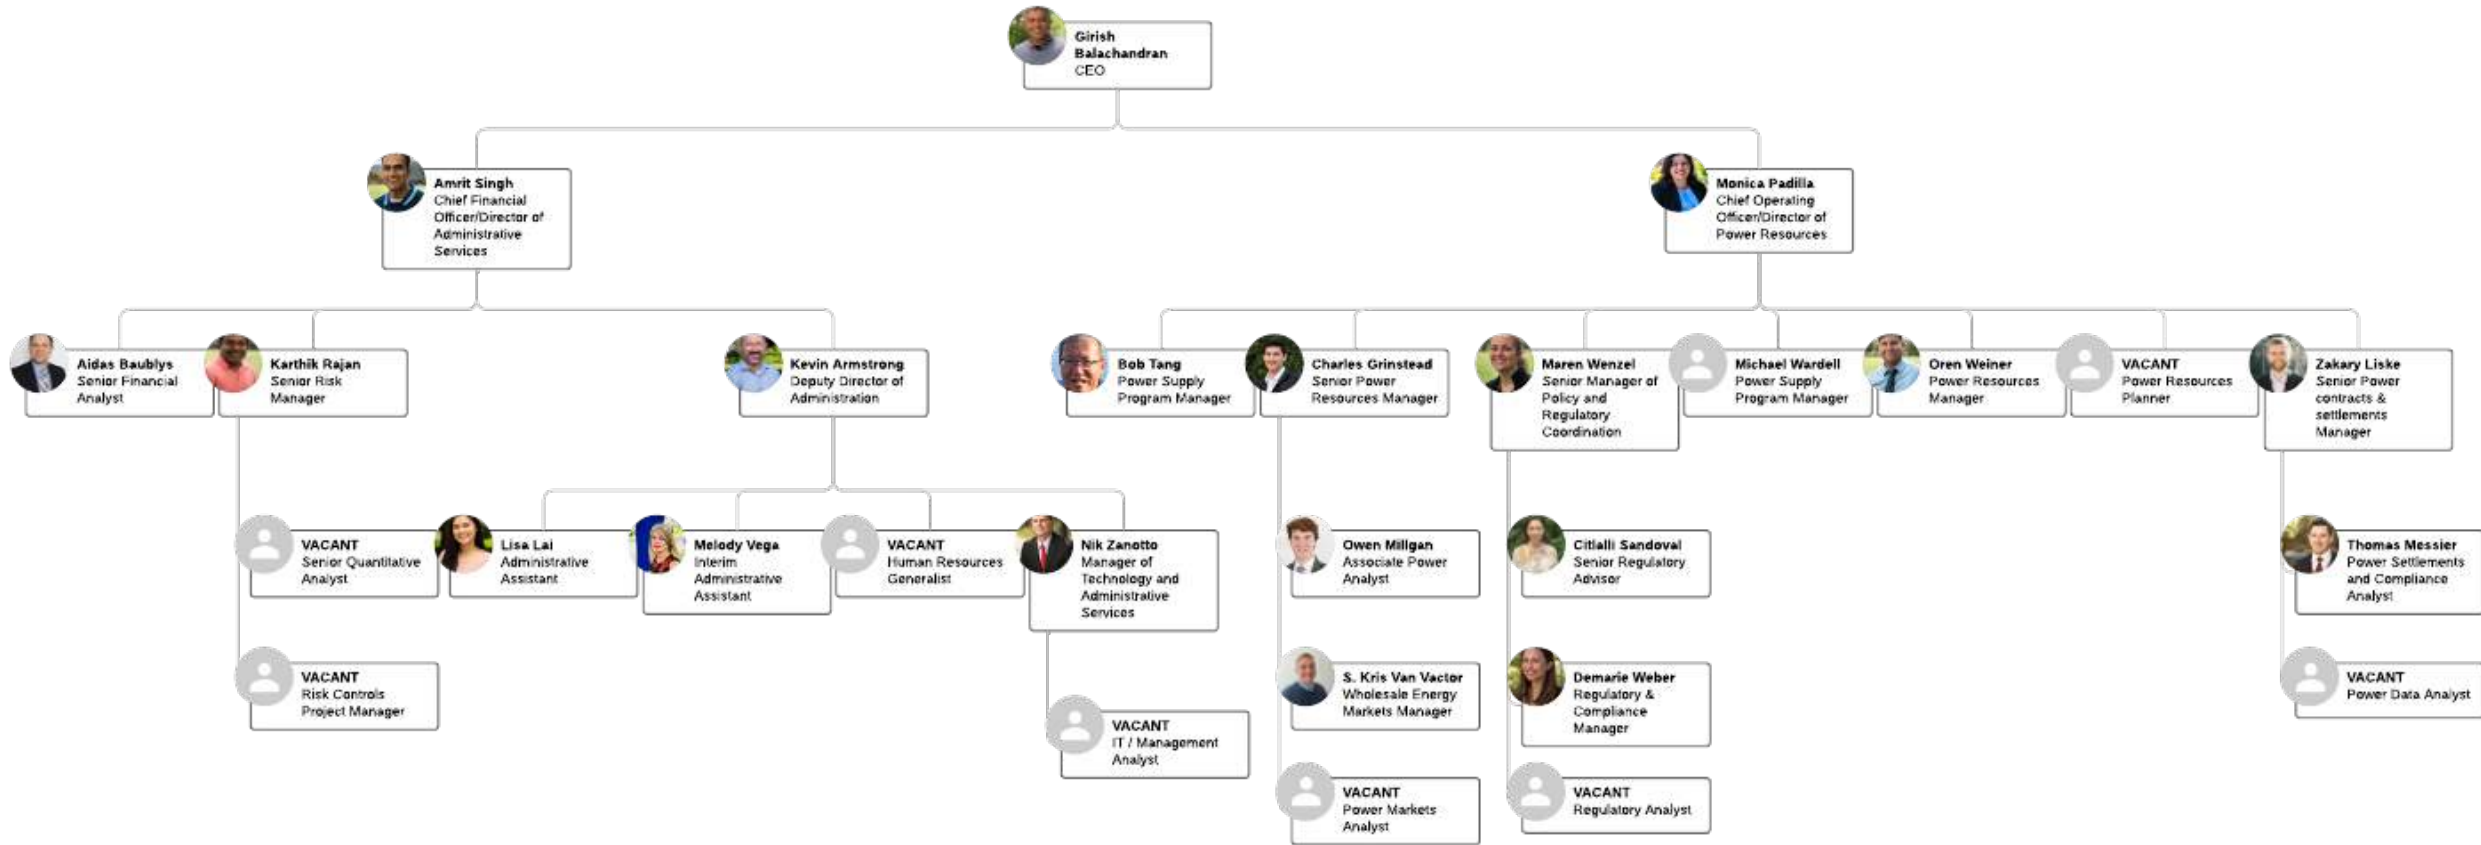 Girish
Balachandran
CEO
Amrit Singh
Chief Financial
Officer/Director of
Administrative
Services
Monica Padilla
Chief Operating
Officer/Director of
Power Resources
Aidas Baublys
Senior Financial
Analyst
Karthik Rajan
Senior Risk
Manager
Kevin Armstrong
Deputy Director of
Administration
Bob Tang
Power Supply
Program Manager
Charles Grinstead
Senior Power
Resources Manager
Maren Wenzel
Senior Manager of
Policy and
Regulatory
Coordination
Michael Wardell
Power Supply
Program Manager
Oren Weiner
Power Resources
Manager
VACANT
Power Resources
Planner
Zakary Liske
Senior Power
contracts &
settlements
Manager
VACANT
Senior Quantitative
Analyst
Lisa Lai
Administrative
Assistant
Melody Vega
Interim
Administrative
Assistant
VACANT
Human Resources
Generalist
Nik Zanotto
Manager of
Technology and
Administrative
Services
Owen Millgan
Associate Power
Analyst
Citlalli Sandoval
Senior Regulatory
Advisor
Thomas Messier
Power Settlements
and Compliance
Analyst
VACANT
Risk Controls
Project Manager
VACANT
IT / Management
Analyst
S. Kris Van Vactor
Wholesale Energy
Markets Manager
Demarie Weber
Regulatory &
Compliance
Manager
VACANT
Power Data Analyst
VACANT
Power Markets
Analyst
VACANT
Regulatory Analyst